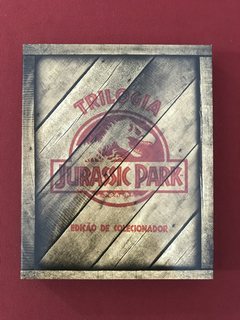 TRILOGIA
JURASSIC PARK
EDIÇÃO DE COLECIONADOR